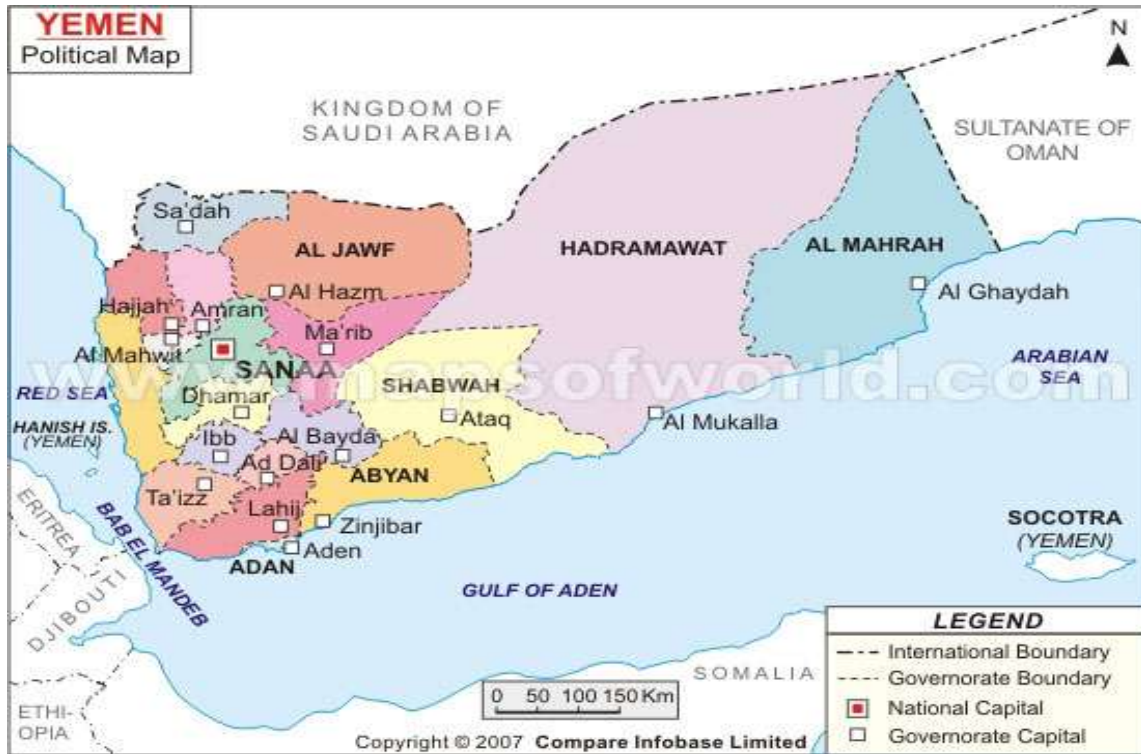 YEMEN
Political Map
N
KINGDOM OF
SAUDI ARABIA
SULTANATE OF
OMAN
Sa'dah
AL JAWF
HADRAMAWAT
AL MAHRAH
Al Hazm
Al Ghaydah
Hajjah
Amran
Ma'rib
Al Mahwit
SANAA
www.mapsofworld.com
ARABIAN
SEA
RED SEA
SHABWAH
Dhamar
Ataq
Al Mukalla
HANISH IS.
(YEMEN)
Ibb
Al Bayda
Ad Dali
ABYAN
Ta'izz
Lahij
Zinjibar
Aden
ADAN
SOCOTRA
(YEMEN)
ERITREA
BAB EL MANDEB
DJIBOUTI
GULF OF ADEN
SOMALIA
ETHI-
OPIA
0 50 100 150 Km
LEGEND
International Boundary
Governorate Boundary
National Capital
Governorate Capital
Copyright © 2007 Compare Infobase Limited